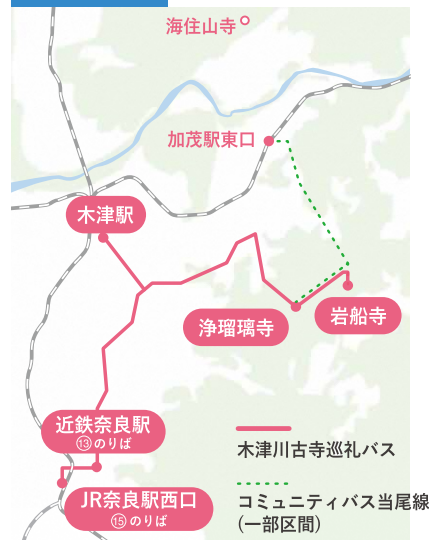 海住山寺
加茂駅東口
木津駅
浄瑠璃寺
岩船寺
近鉄奈良駅
⑬のりば
JR奈良駅西口
⑮のりば
木津川古寺巡礼バス
コミュニティバス当尾線
(一部区間)